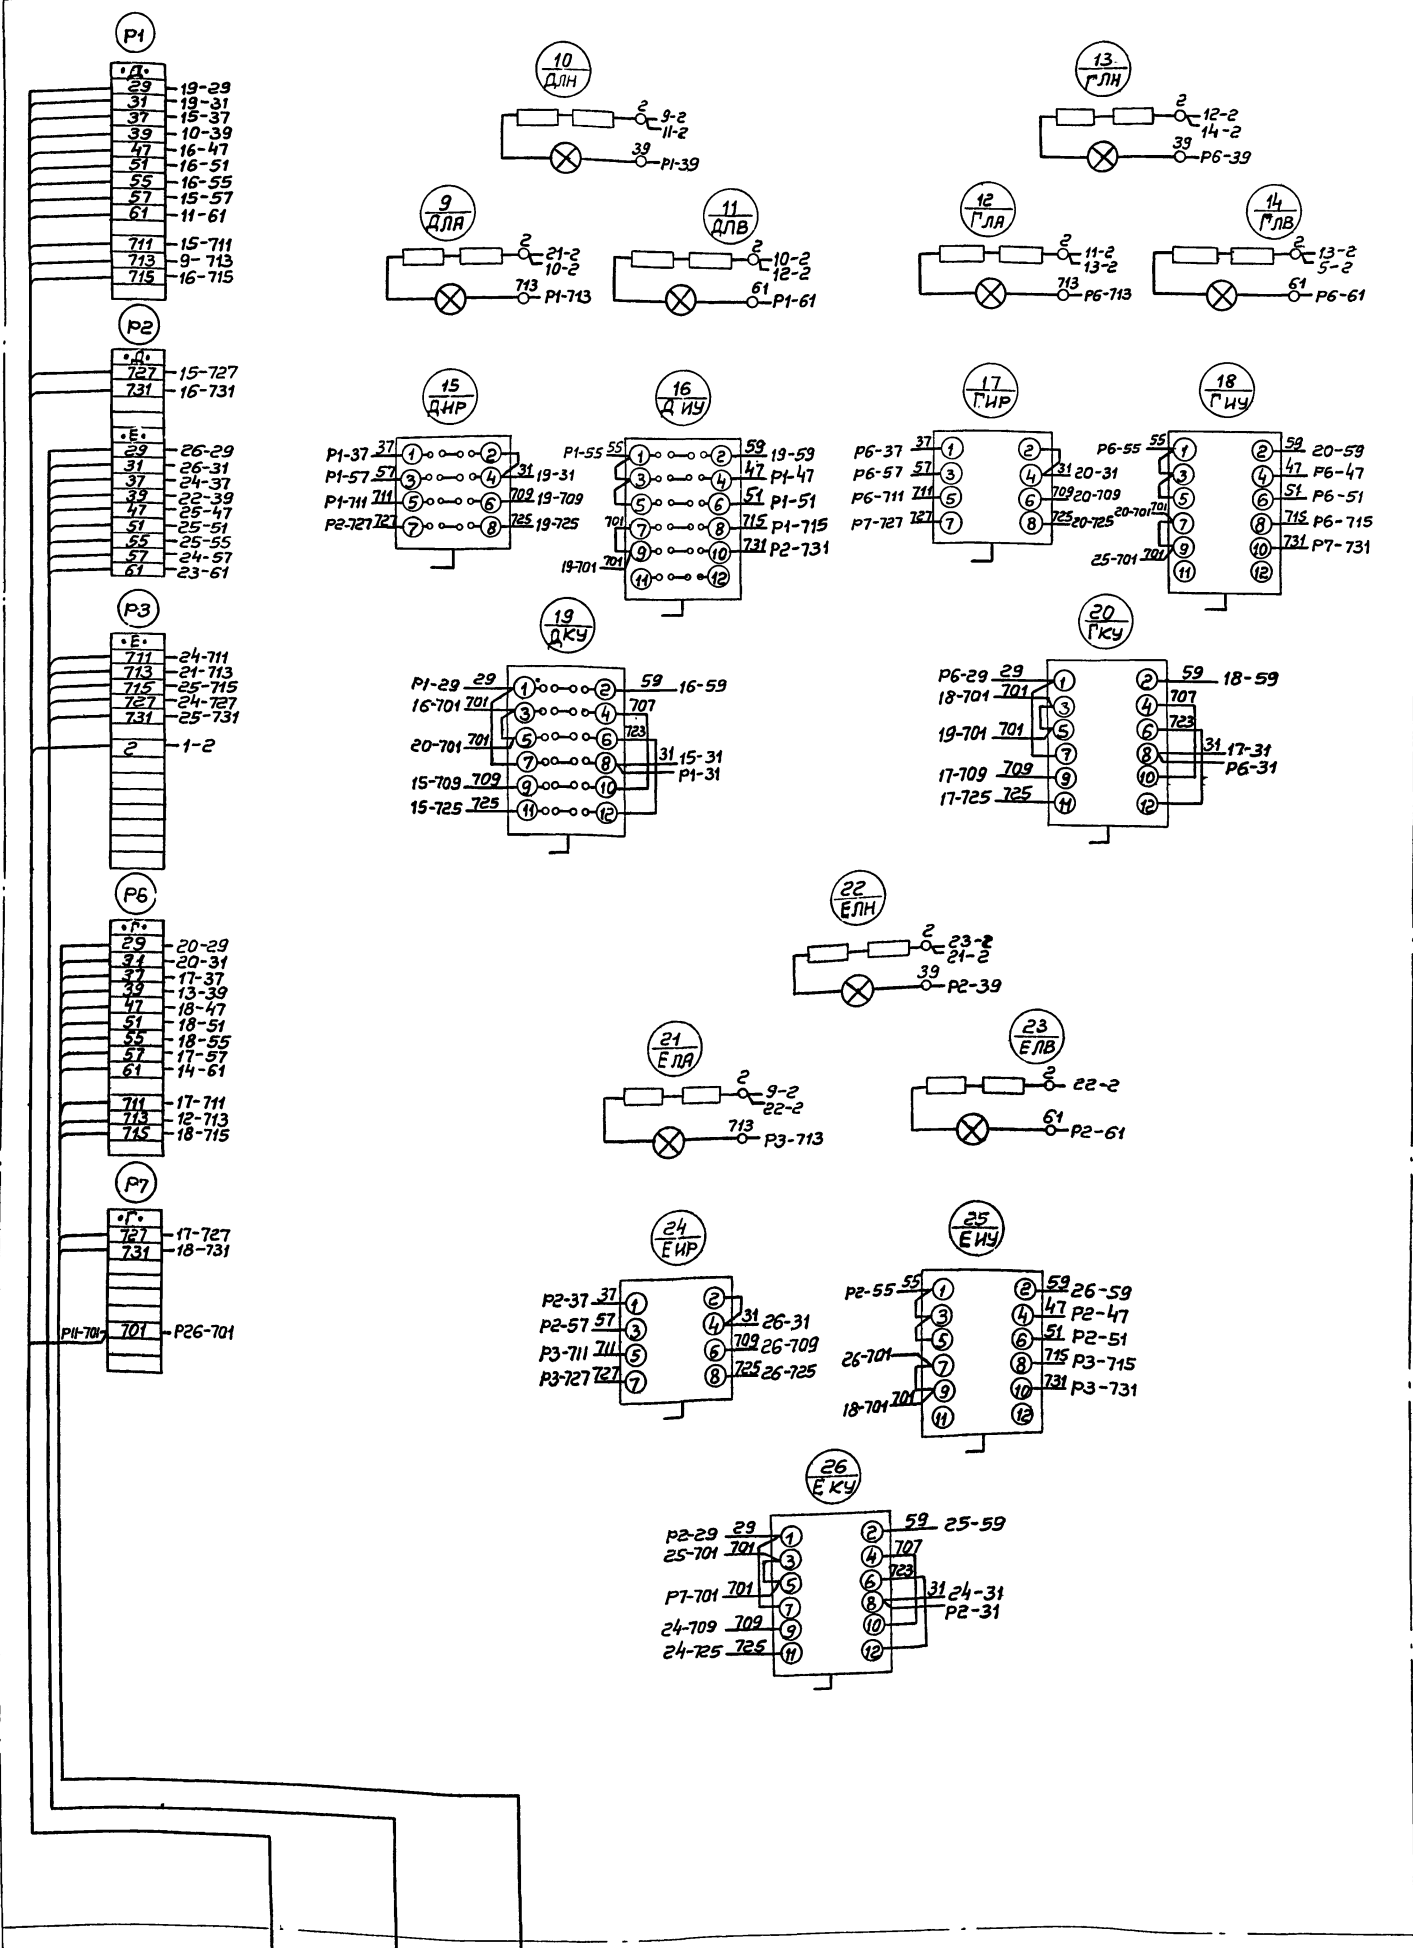 Р1
·Д·
29 19-29
31 19-31
37 15-37
39 10-39
47 16-47
51 16-51
55 16-55
57 15-57
61 11-61
711 15-711
713 9-713
715 16-715
Р2
·Д·
727 15-727
731 16-731
·Е·
29 26-29
31 26-31
37 24-37
39 22-39
47 25-47
51 25-51
55 25-55
57 24-57
61 23-61
Р3
·Е·
711 24-711
713 21-713
715 25-715
727 24-727
731 25-731
2 1-2
Р6
·Г·
29 20-29
31 20-31
37 17-37
39 13-39
47 18-47
51 18-51
55 18-55
57 17-57
61 14-61
711 17-711
713 12-713
715 18-715
Р7
·Г·
727 17-727
731 18-731
Р11-701 701 Р26-701
10
ДЛН
2 9-2
11-2
39 Р1-39
13
ГЛН
2 12-2
14-2
39 Р6-39
9
ДЛА
2 21-2
10-2
713 Р1-713
11
ДЛВ
2 10-2
12-2
61 Р1-61
12
ГЛА
2 11-2
13-2
713 Р6-713
14
ГЛВ
2 13-2
5-2
61 Р6-61
15
ДИР
Р1-37 37 1 2
Р1-57 57 3 4 31 19-31
Р1-711 711 5 6 709 19-709
Р2-727 727 7 8 725 19-725
16
ДИУ
Р1-55 55 1 2 59 19-59
3 4 47 Р1-47
5 6 51 Р1-51
701 7 8 715 Р1-715
19-701 701 9 10 731 Р2-731
11 12
17
ГИР
Р6-37 37 1 2
Р6-57 57 3 4 31 20-31
Р6-711 711 5 6 709 20-709
Р7-727 727 7 8 725 20-725
18
ГИУ
Р6-55 55 1 2 59 20-59
3 4 47 Р6-47
5 6 51 Р6-51
20-701 701 7 8 715 Р6-715
25-701 701 9 10 731 Р7-731
11 12
19
ДКУ
Р1-29 29 1 2 59 16-59
16-701 701 3 4 707
20-701 701 5 6 723
7 8 31 15-31
Р1-31
15-709 709 9 10
15-725 725 11 12
20
ГКУ
Р6-29 29 1 2 59 18-59
18-701 701 3 4 707
19-701 701 5 6 723
7 8 31 17-31
Р6-31
17-709 709 9 10
17-725 725 11 12
22
ЕЛН
2 23-2
21-2
39 Р2-39
21
ЕЛА
2 9-2
22-2
713 Р3-713
23
ЕЛВ
2 22-2
61 Р2-61
24
ЕИР
Р2-37 37 1 2
Р2-57 57 3 4 31 26-31
Р3-711 711 5 6 709 26-709
Р3-727 727 7 8 725 26-725
25
ЕИУ
Р2-55 55 1 2 59 26-59
3 4 47 Р2-47
5 6 51 Р2-51
26-701 7 8 715 Р3-715
18-701 701 9 10 731 Р3-731
11 12
26
ЕКУ
Р2-29 29 1 2 59 25-59
25-701 701 3 4 707
Р7-701 701 5 6 723
7 8 31 24-31
Р2-31
24-709 709 9 10
24-725 725 11 12